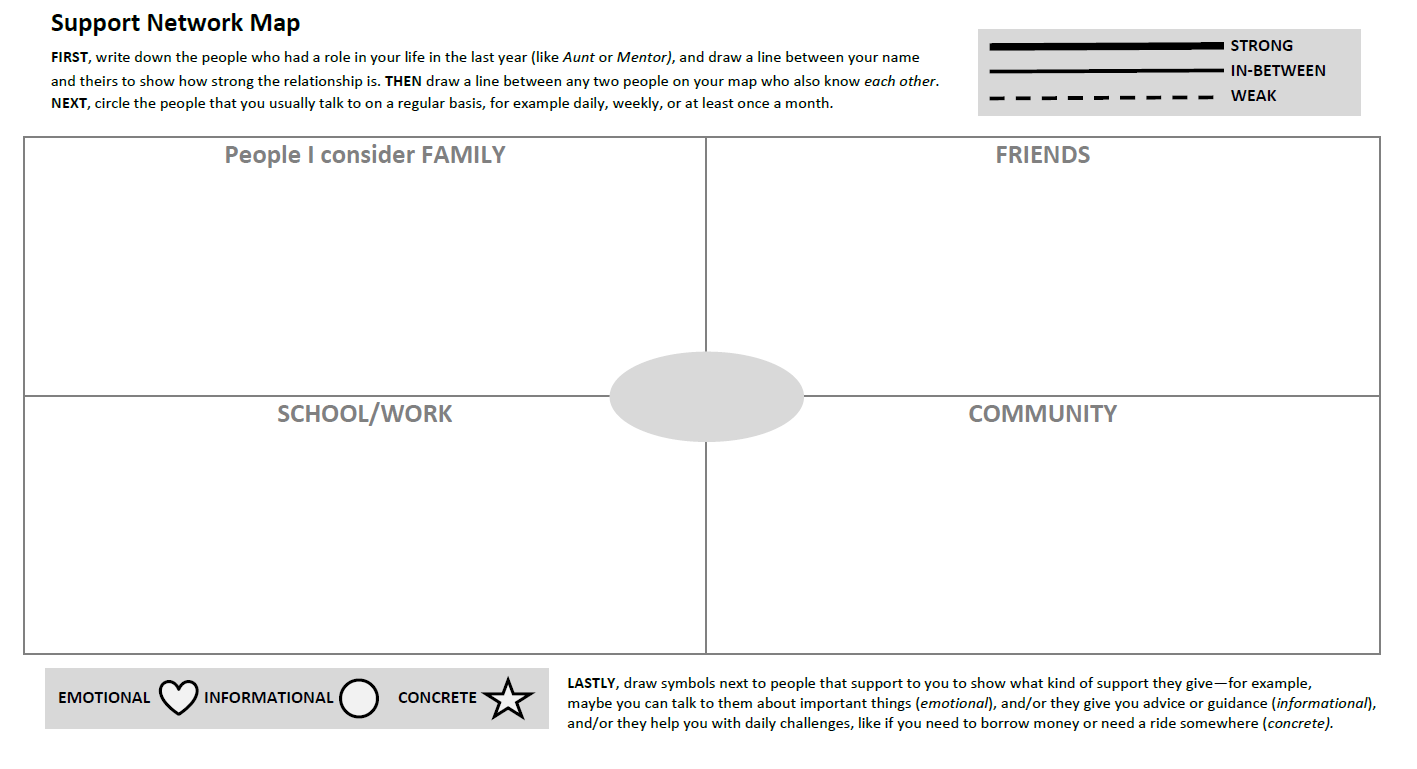 Support Network Map
FIRST, write down the people who had a role in your life in the last year (like Aunt or Mentor), and draw a line between your name
and theirs to show how strong the relationship is. THEN draw a line between any two people on your map who also know each other.
NEXT, circle the people that you usually talk to on a regular basis, for example daily, weekly, or at least once a month.
STRONG
IN-BETWEEN
WEAK
People I consider FAMILY
FRIENDS
SCHOOL/WORK
COMMUNITY
EMOTIONAL INFORMATIONAL CONCRETE
LASTLY, draw symbols next to people that support to you to show what kind of support they give—for example,
maybe you can talk to them about important things (emotional), and/or they give you advice or guidance (informational),
and/or they help you with daily challenges, like if you need to borrow money or need a ride somewhere (concrete).